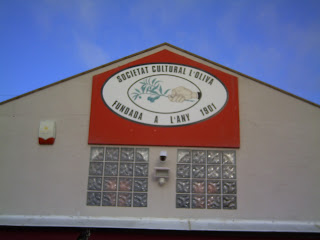 SOCIETAT CULTURAL L'OLIVA
FUNDADA A L'ANY 1901